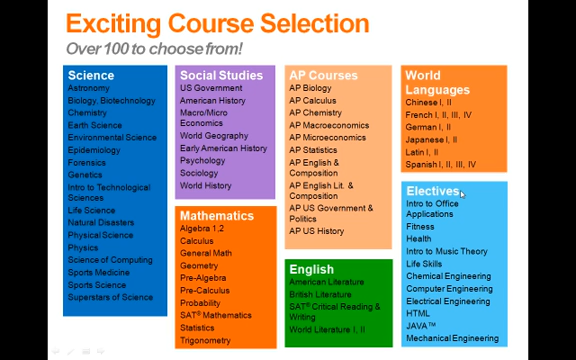 Exciting Course Selection
Over 100 to choose from!
Science
Astronomy
Biology, Biotechnology
Chemistry
Earth Science
Environmental Science
Epidemiology
Forensics
Genetics
Intro to Technological
Sciences
Life Science
Natural Disasters
Physical Science
Physics
Science of Computing
Sports Medicine
Sports Science
Superstars of Science
Social Studies
US Government
American History
Macro/Micro
Economics
World Geography
Early American History
Psychology
Sociology
World History
Mathematics
Algebra 1,2
Calculus
General Math
Geometry
Pre-Algebra
Pre-Calculus
Probability
SAT® Mathematics
Statistics
Trigonometry
AP Courses
AP Biology
AP Calculus
AP Chemistry
AP Macroeconomics
AP Microeconomics
AP Statistics
AP English &
Composition
AP English Lit. &
Composition
AP US Government &
Politics
AP US History
English
American Literature
British Literature
SAT® Critical Reading &
Writing
World Literature I, II
World
Languages
Chinese I, II
French I, II, III, IV
German I, II
Japanese I, II
Latin I, II
Spanish I, II, III, IV
Electives
Intro to Office
Applications
Fitness
Health
Intro to Music Theory
Life Skills
Chemical Engineering
Computer Engineering
Electrical Engineering
HTML
JAVA™
Mechanical Engineering